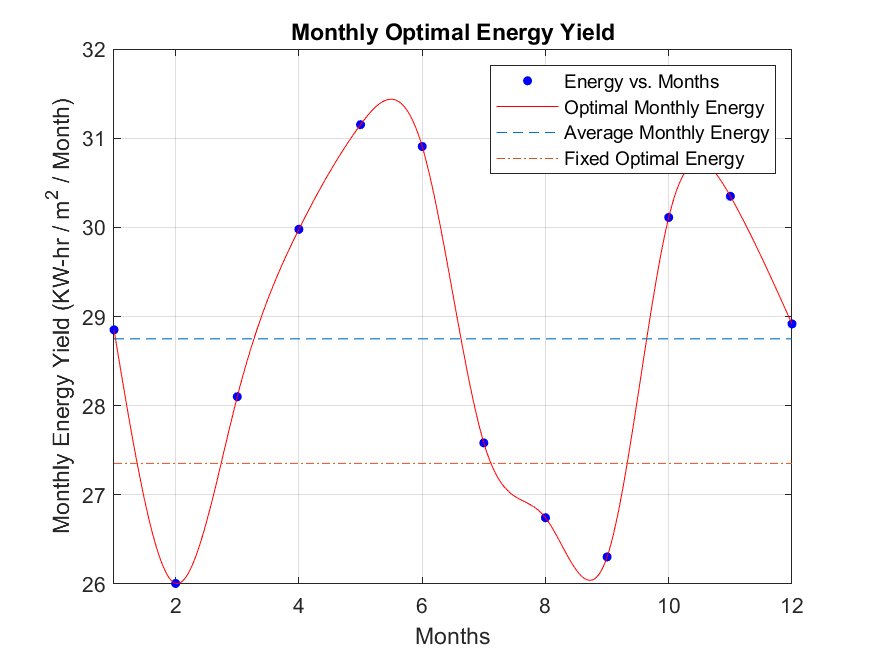 Monthly Optimal Energy Yield
Monthly Energy Yield (KW-hr / m² / Month)
32
31
30
29
28
27
26
Energy vs. Months
Optimal Monthly Energy
Average Monthly Energy
Fixed Optimal Energy
2 4 6 8 10 12
Months